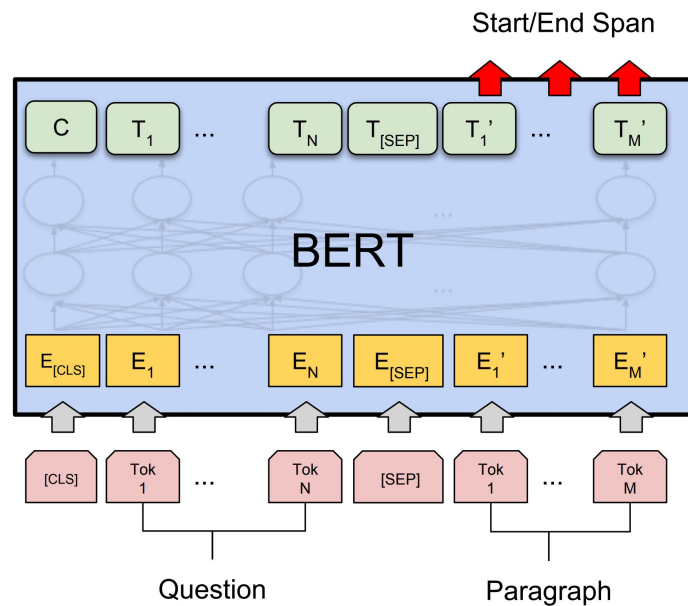 Start/End Span
C T1 ... TN T[SEP] T1’ ... TM’
...
BERT
...
E[CLS] E1 ... EN E[SEP] E1’ ... EM’
[CLS] Tok 1 ... Tok N [SEP] Tok 1 ... Tok M
Question Paragraph